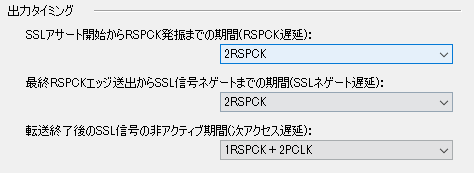 出力タイミング
SSLアサート開始からRSPCK発振までの期間(RSPCK遅延):
2RSPCK
最終RSPCKエッジ送出からSSL信号ネゲートまでの期間(SSLネゲート遅延):
2RSPCK
転送終了後のSSL信号の非アクティブ期間(次アクセス遅延):
1RSPCK＋2PCLK